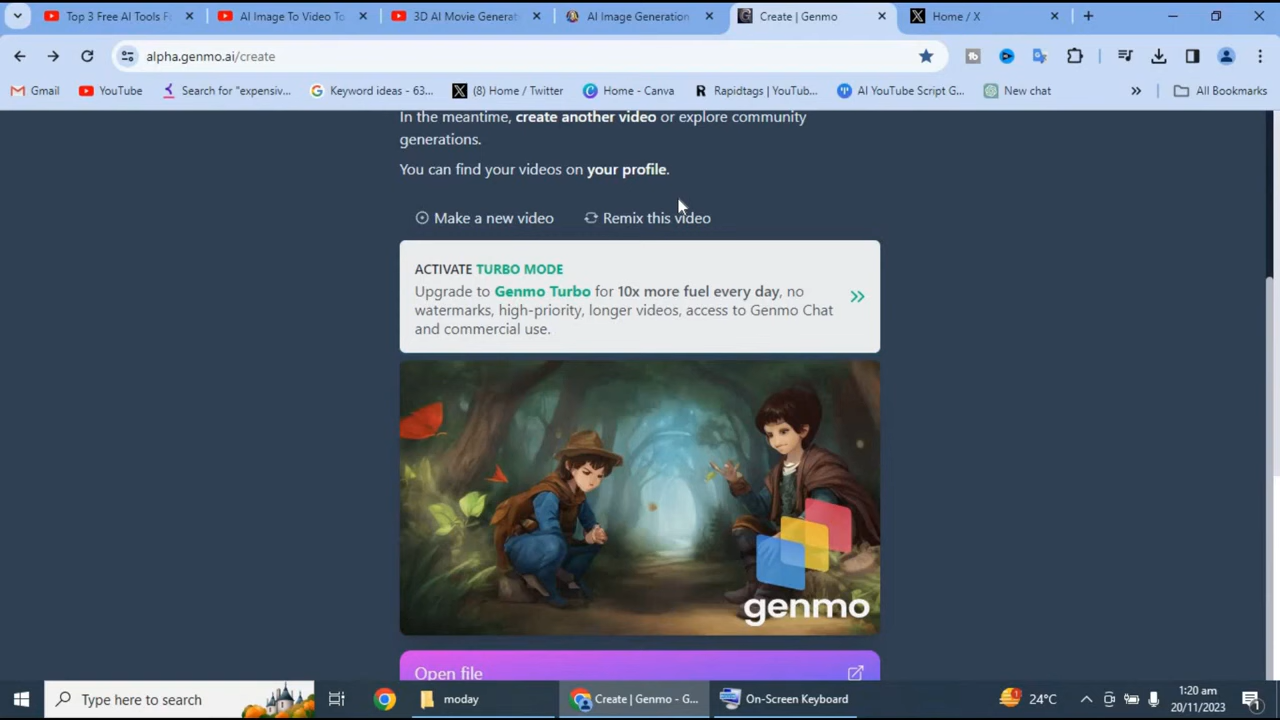 Top 3 Free AI Tools F
AI Image To Video To
3D AI Movie Generat
AI Image Generation
Create | Genmo
Home / X
alpha.genmo.ai/create
Gmail
YouTube
Search for "expensiv...
Keyword ideas - 63...
(8) Home / Twitter
Home - Canva
Rapidtags | YouTub...
AI YouTube Script G...
New chat
All Bookmarks
In the meantime, create another video or explore community
generations.
You can find your videos on your profile.
Make a new video
Remix this video
ACTIVATE TURBO MODE
Upgrade to Genmo Turbo for 10x more fuel every day, no
watermarks, high-priority, longer videos, access to Genmo Chat
and commercial use.
genmo
Open file
Type here to search
moday
Create | Genmo - G...
On-Screen Keyboard
24°C
1:20 am
20/11/2023